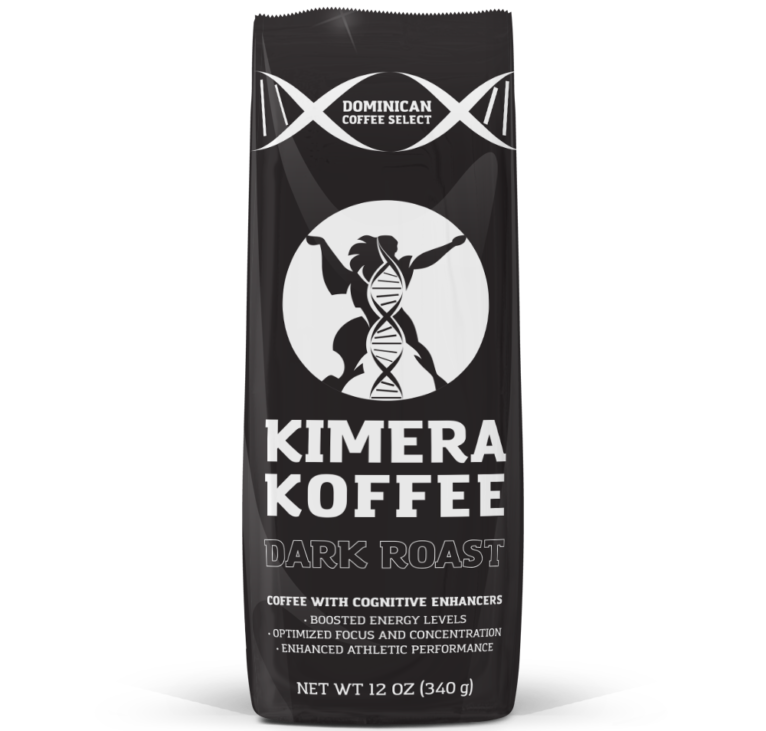 DOMINICAN
COFFEE SELECT
KIMERA
KOFFEE
DARK ROAST
COFFEE WITH COGNITIVE ENHANCERS
· BOOSTED ENERGY LEVELS
· OPTIMIZED FOCUS AND CONCENTRATION
· ENHANCED ATHLETIC PERFORMANCE
NET WT 12 OZ (340 g)